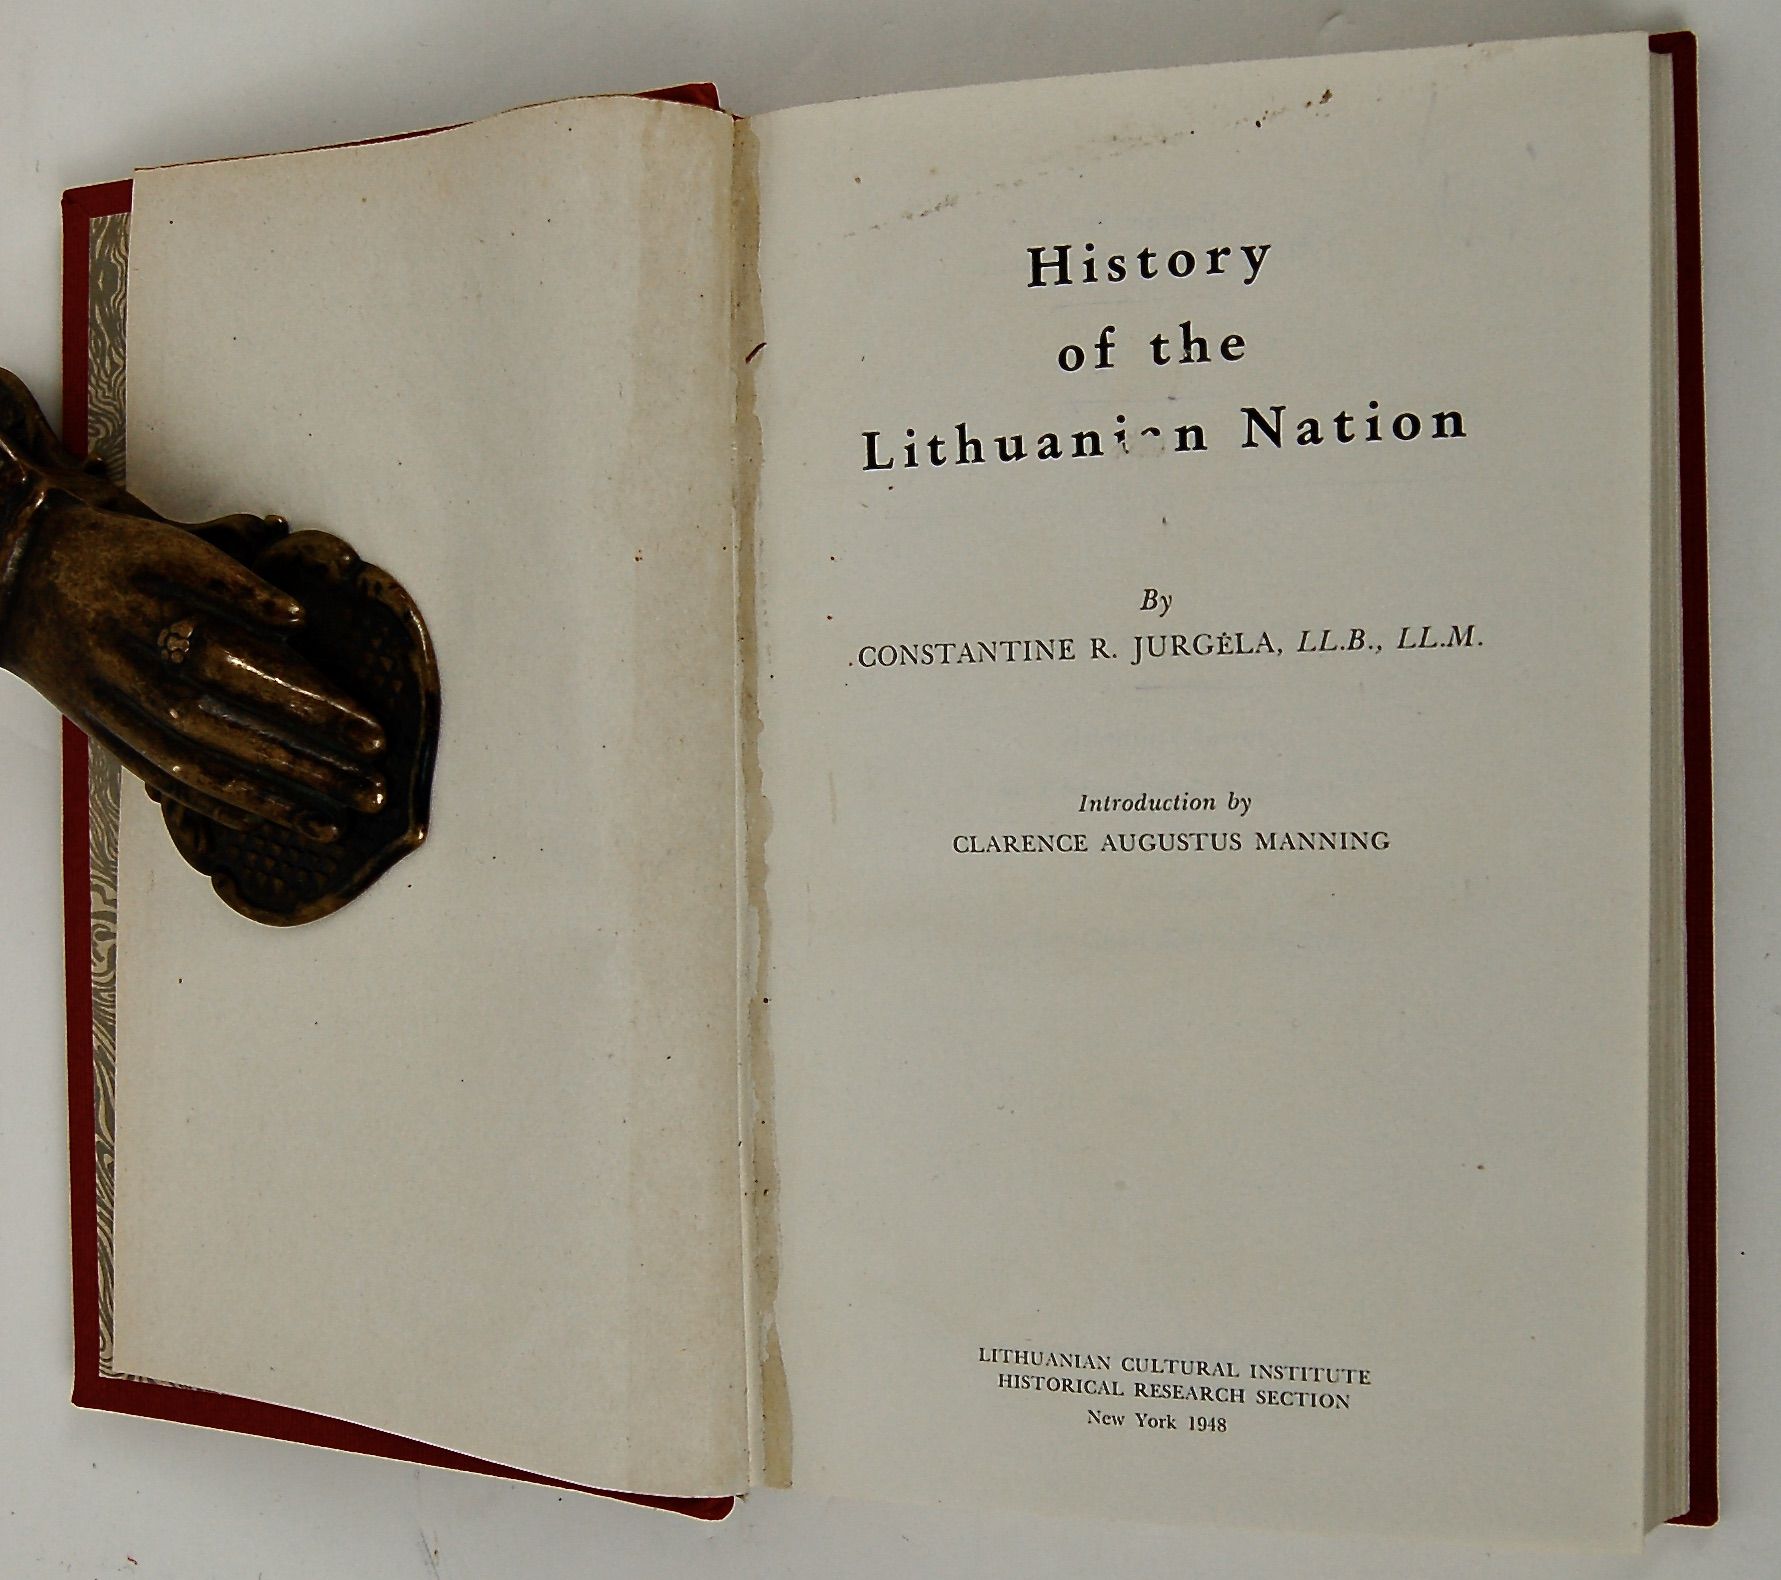 History
of the
Lithuanian Nation
By
CONSTANTINE R. JURGĖLA, LL.B., LL.M.
Introduction by
CLARENCE AUGUSTUS MANNING
LITHUANIAN CULTURAL INSTITUTE
HISTORICAL RESEARCH SECTION
New York 1948